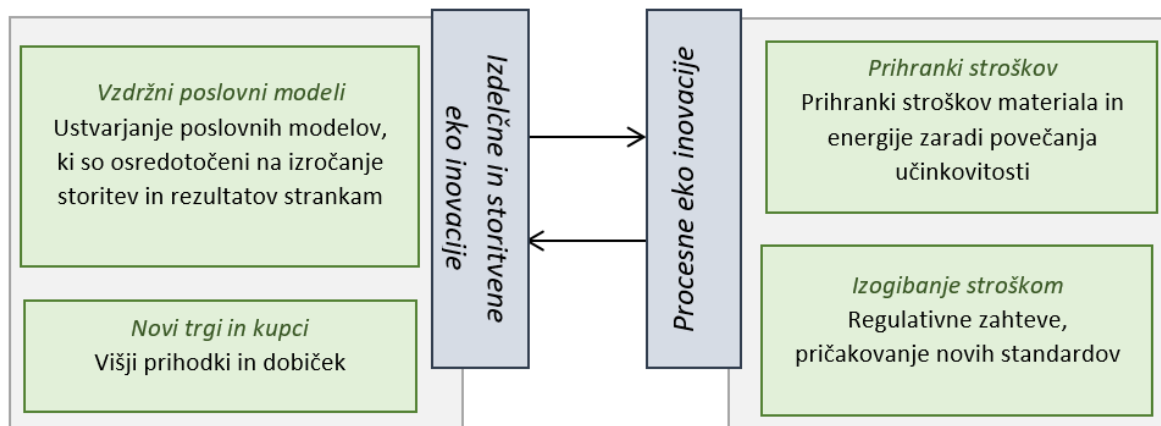 Vzdržni poslovni modeli
Ustvarjanje poslovnih modelov,
ki so osredotočeni na izročanje
storitev in rezultatov strankam
Novi trgi in kupci
Višji prihodki in dobiček
Izdelčne in storitvene
eko inovacije
Procesne eko inovacije
Prihranki stroškov
Prihranki stroškov materiala in
energije zaradi povečanja
učinkovitosti
Izogibanje stroškom
Regulativne zahteve,
pričakovanje novih standardov